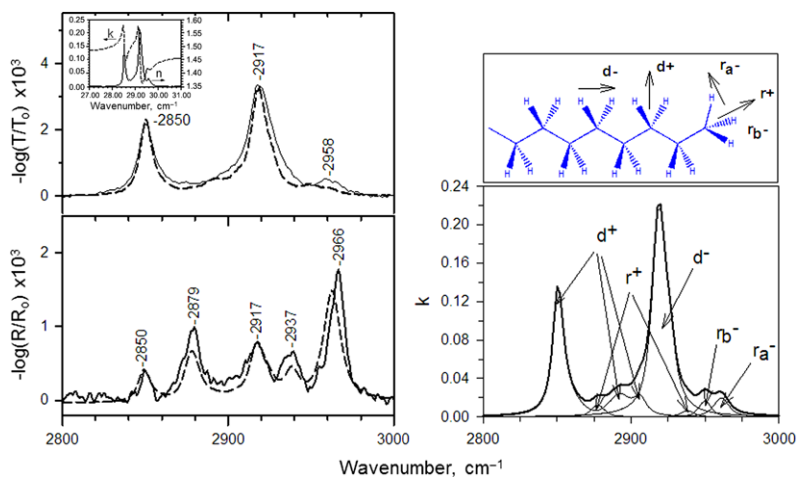 0.25
0.20
0.15
0.10
0.05
0.00
k
n
1.60
1.55
1.50
1.45
1.40
1.35
27.00 28.00 29.00 30.00 31.00
Wavenumber, cm⁻¹
-log(T/T₀) x10³
4
2
0
-2850
-2917
-2958
-log(R/R₀) x10³
2
1
0
-2850
-2879
-2917
-2937
-2966
2800 2900 3000
d- d+ rₐ- r+
r_b-
H H H H H H H H
H H H H H H H H
k
0.24
0.20
0.16
0.12
0.08
0.04
0.00
d⁺
r⁺
d⁻
r_b⁻
rₐ⁻
2800 2900 3000
Wavenumber, cm⁻¹